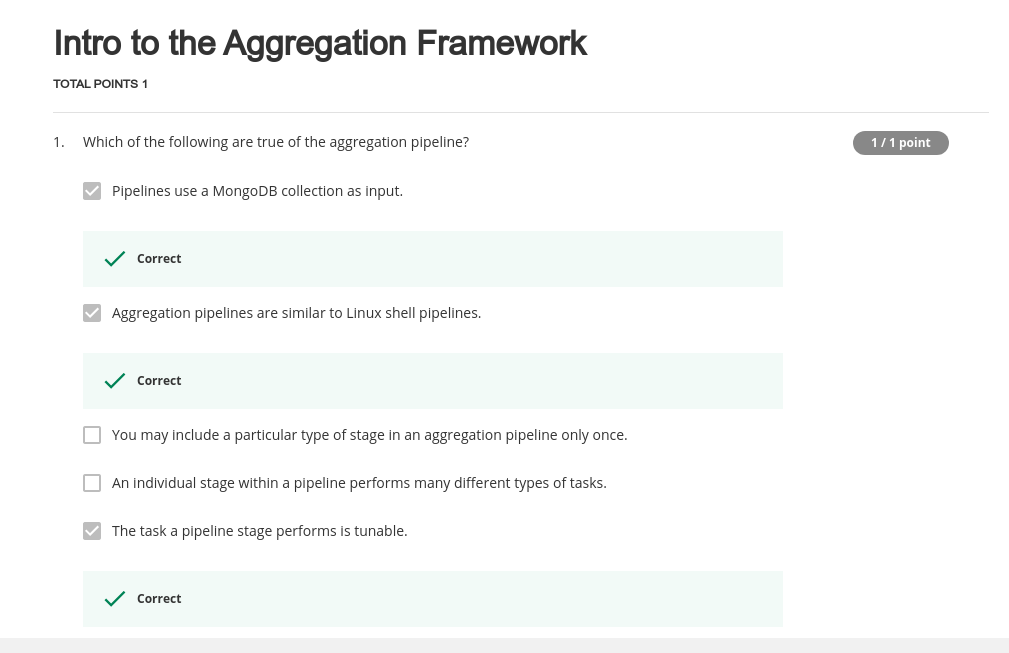 Intro to the Aggregation Framework
TOTAL POINTS 1
1. Which of the following are true of the aggregation pipeline?
1 / 1 point
Pipelines use a MongoDB collection as input.
Correct
Aggregation pipelines are similar to Linux shell pipelines.
Correct
You may include a particular type of stage in an aggregation pipeline only once.
An individual stage within a pipeline performs many different types of tasks.
The task a pipeline stage performs is tunable.
Correct